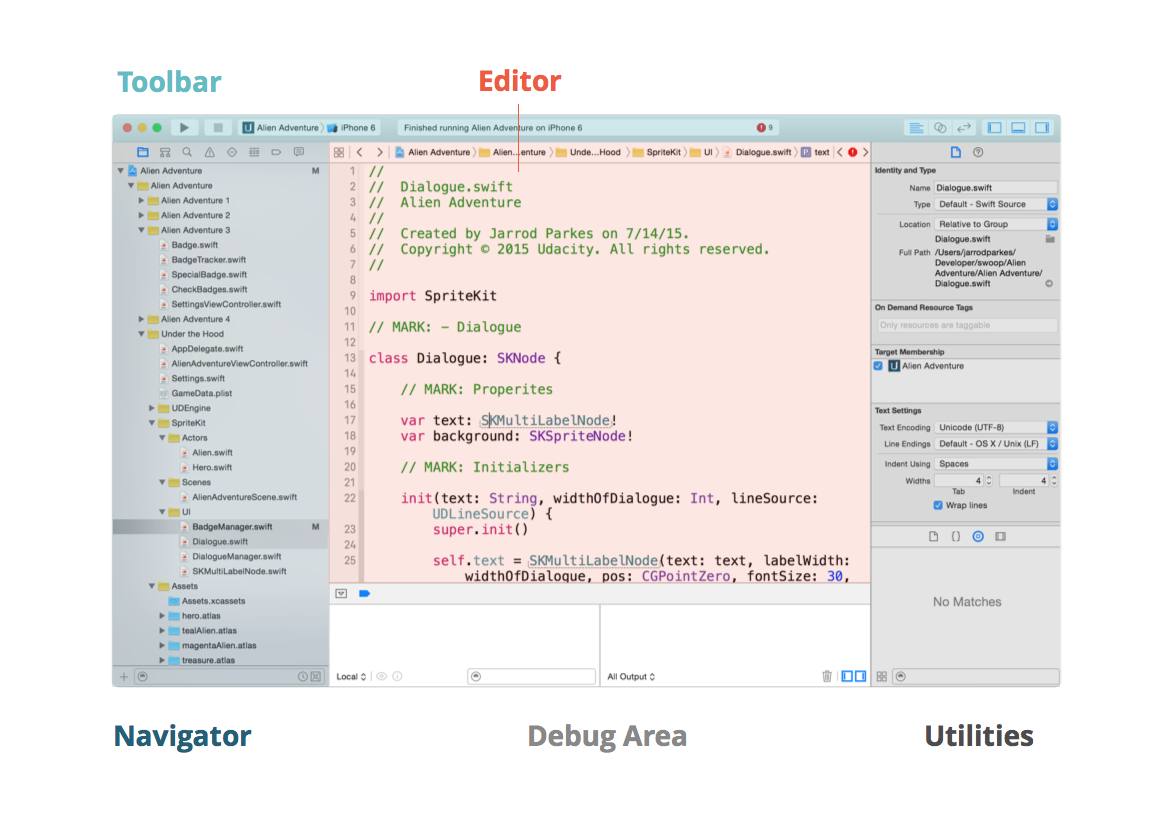 Toolbar
Editor
Alien Adventure
iPhone 6
Finished running Alien Adventure on iPhone 6
9
Alien Adventure
M
Alien Adventure
Alien Adventure 1
Alien Adventure 2
Alien Adventure 3
Badge.swift
BadgeTracker.swift
SpecialBadge.swift
CheckBadges.swift
SettingsViewController.swift
Alien Adventure 4
Under the Hood
AppDelegate.swift
AlienAdventureViewController.swift
Settings.swift
GameData.plist
UDEngine
SpriteKit
Actors
Alien.swift
Hero.swift
Scenes
AlienAdventureScene.swift
UI
BadgeManager.swift
M
Dialogue.swift
DialogueManager.swift
SKMultiLabelNode.swift
Assets
Assets.xcassets
hero.atlas
tealAlien.atlas
magentaAlien.atlas
treasure.atlas
Alien Adventure
Alien...enture
Unde...Hood
SpriteKit
UI
Dialogue.swift
P text
1 //
2 // Dialogue.swift
3 // Alien Adventure
4 //
5 // Created by Jarrod Parkes on 7/14/15.
6 // Copyright © 2015 Udacity. All rights reserved.
7 //
8
9 import SpriteKit
10
11 // MARK: - Dialogue
12
13 class Dialogue: SKNode {
14
15 // MARK: Properites
16
17 var text: SKMultiLabelNode!
18 var background: SKSpriteNode!
19
20 // MARK: Initializers
21
22 init(text: String, widthOfDialogue: Int, lineSource:
UDLineSource) {
23 super.init()
24
25 self.text = SKMultiLabelNode(text: text, labelWidth:
widthOfDialogue, pos: CGPointZero, fontSize: 30,
Local
All Output
Identity and Type
Name Dialogue.swift
Type Default - Swift Source
Location Relative to Group
Dialogue.swift
Full Path /Users/jarrodparkes/
Developer/swoop/Alien
Adventure/Alien Adventure/
Dialogue.swift
On Demand Resource Tags
Only resources are taggable
Target Membership
U Alien Adventure
Text Settings
Text Encoding Unicode (UTF-8)
Line Endings Default - OS X / Unix (LF)
Indent Using Spaces
Widths 4 4
Tab Indent
Wrap lines
No Matches
Navigator
Debug Area
Utilities